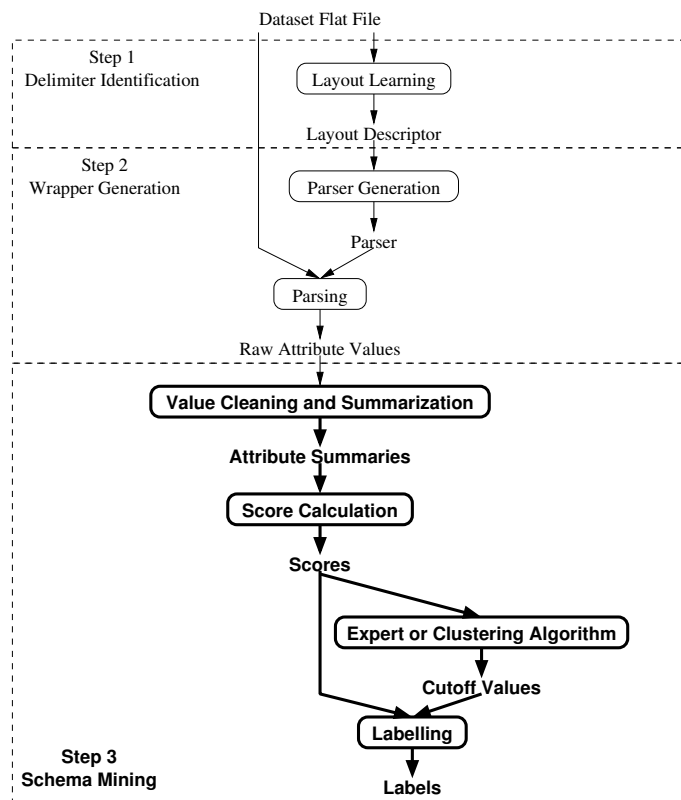 Dataset Flat File
Step 1
Delimiter Identification
Layout Learning
Layout Descriptor
Step 2
Wrapper Generation
Parser Generation
Parser
Parsing
Raw Attribute Values
Value Cleaning and Summarization
Attribute Summaries
Score Calculation
Scores
Expert or Clustering Algorithm
Cutoff Values
Labelling
Step 3
Schema Mining
Labels